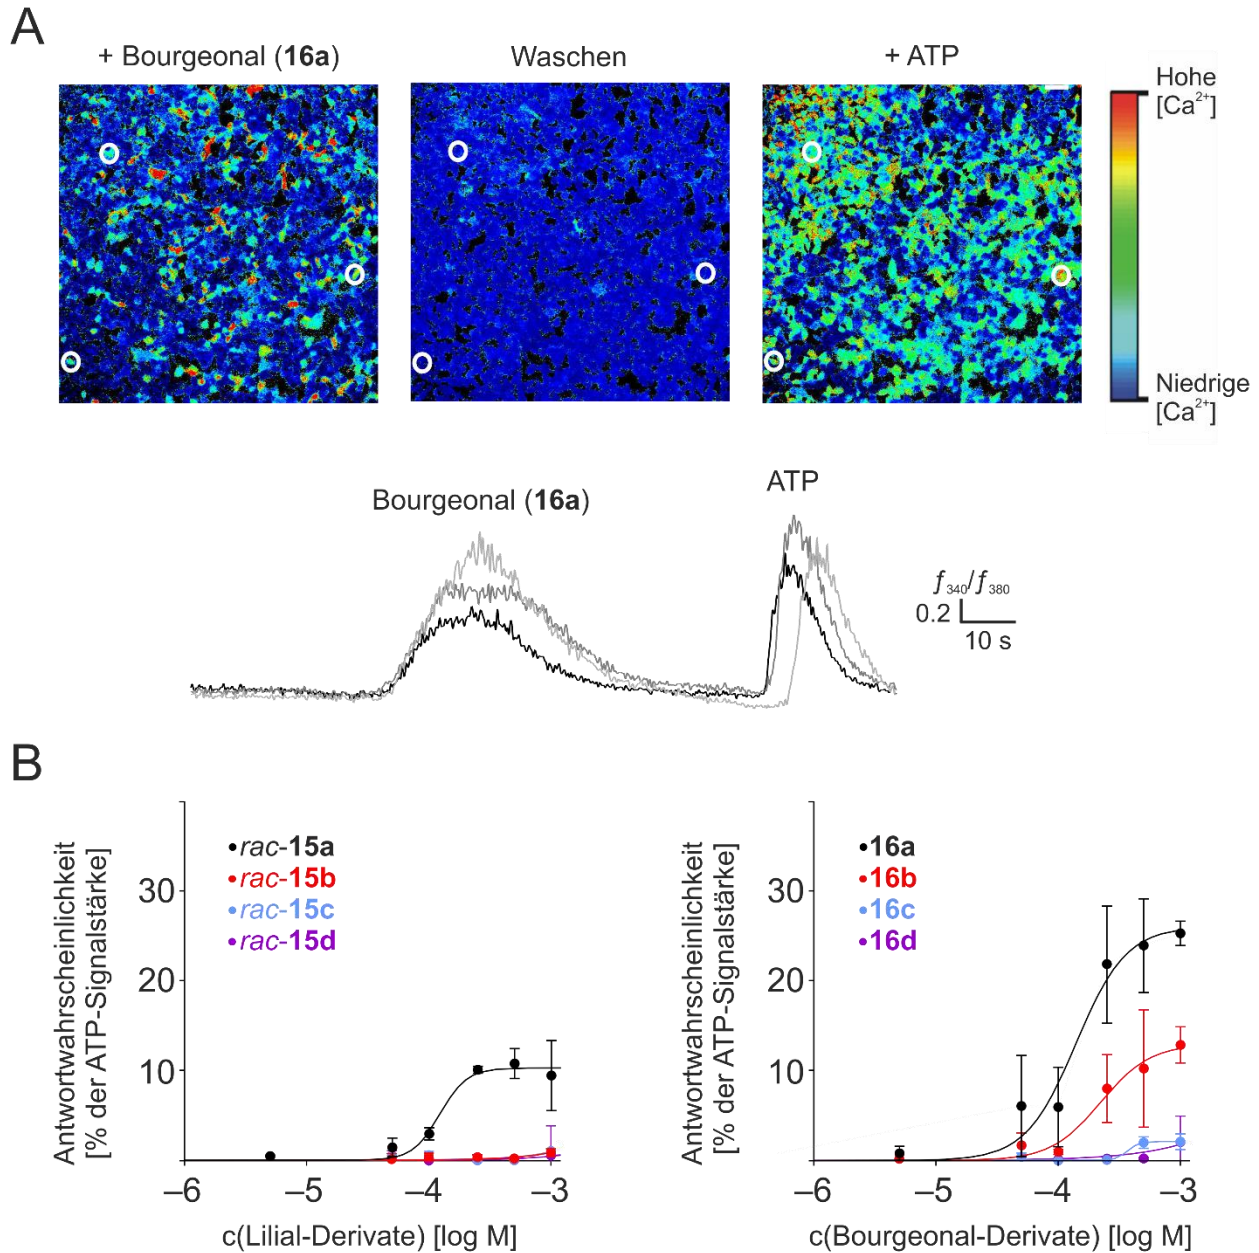 A
+ Bourgeonal (16a)
Waschen
+ ATP
Hohe
[Ca²⁺]
Niedrige
[Ca²⁺]
Bourgeonal (16a)
ATP
f₃₄₀/f₃₈₀
0.2
10 s
B
Antwortwahrscheinlichkeit
[% der ATP-Signalstärke]
30
20
10
rac-15a
rac-15b
rac-15c
rac-15d
–6
–5
–4
–3
c(Lilial-Derivate) [log M]
Antwortwahrscheinlichkeit
[% der ATP-Signalstärke]
30
20
10
16a
16b
16c
16d
–6
–5
–4
–3
c(Bourgeonal-Derivate) [log M]